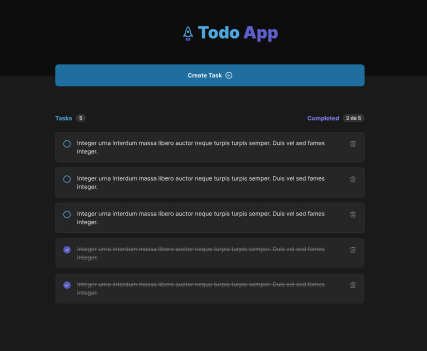 Todo App
Create Task
Tasks 5
Completed 2 de 5
Integer urna interdum massa libero auctor neque turpis turpis semper. Duis vel sed fames
integer.
Integer urna interdum massa libero auctor neque turpis turpis semper. Duis vel sed fames
integer.
Integer urna interdum massa libero auctor neque turpis turpis semper. Duis vel sed fames
integer.
Integer urna interdum massa libero auctor neque turpis turpis semper. Duis vel sed fames
integer.
Integer urna interdum massa libero auctor neque turpis turpis semper. Duis vel sed fames
integer.